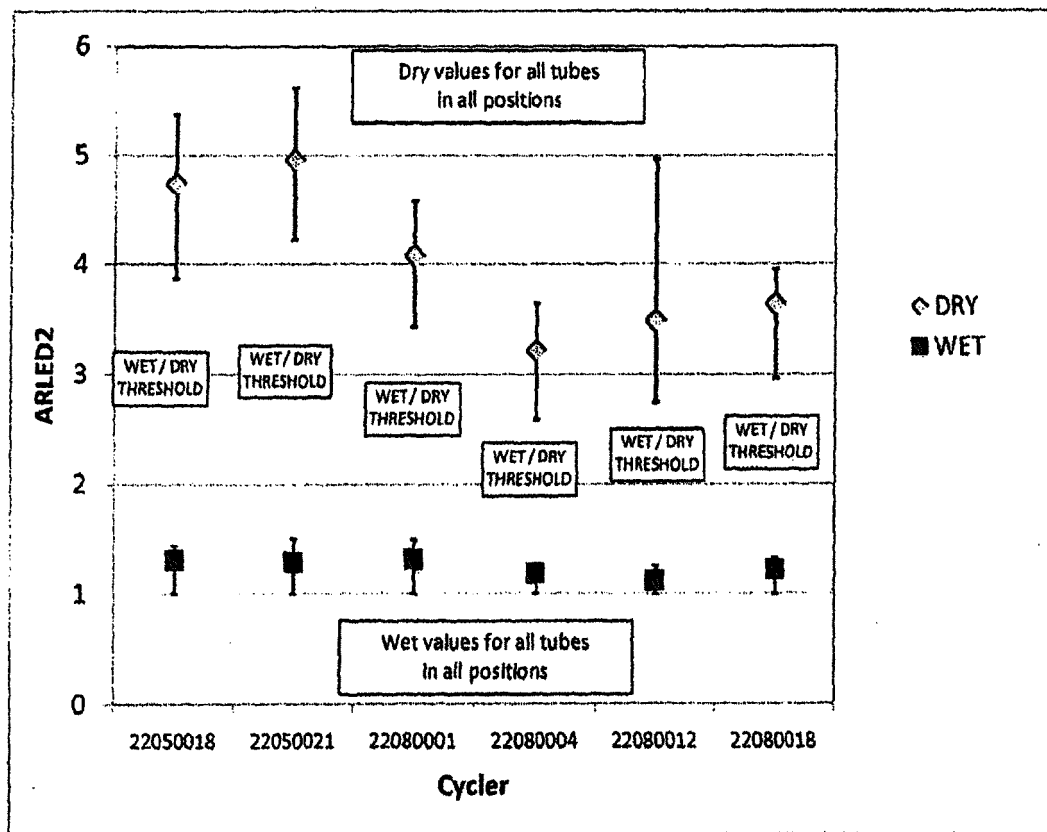 6
Dry values for all tubes
in all positions
5
4
DRY
WET
ARLED2
WET / DRY
THRESHOLD
WET / DRY
THRESHOLD
WET / DRY
THRESHOLD
WET / DRY
THRESHOLD
WET / DRY
THRESHOLD
WET / DRY
THRESHOLD
3
2
1
Wet values for all tubes
in all positions
0
22050018 22050021 22080001 22080004 22080012 22080018
Cycler